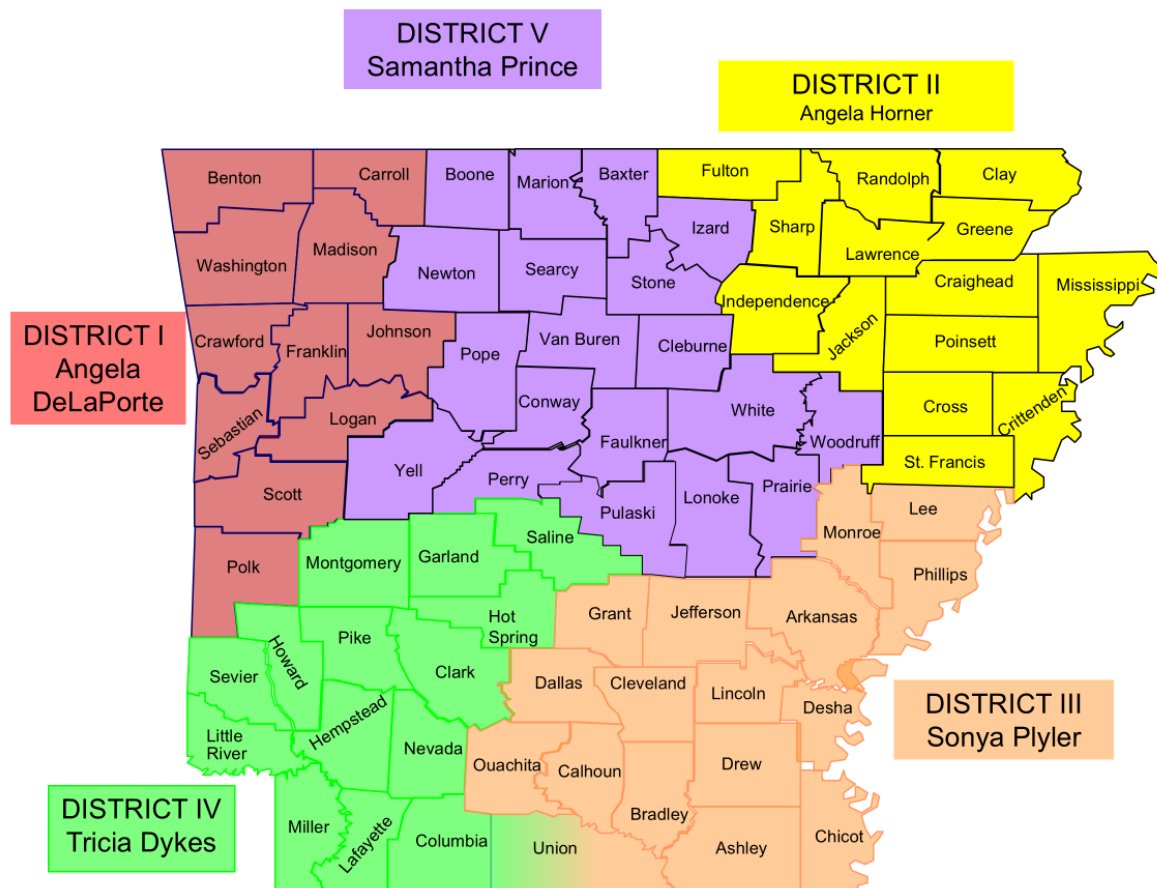 DISTRICT V
Samantha Prince
DISTRICT II
Angela Horner
Benton
Carroll
Boone
Marion
Baxter
Fulton
Randolph
Clay
Washington
Madison
Newton
Searcy
Stone
Izard
Sharp
Lawrence
Greene
Independence
Jackson
Craighead
Mississippi
DISTRICT I
Angela
DeLaPorte
Crawford
Franklin
Johnson
Pope
Van Buren
Cleburne
Poinsett
Sebastian
Logan
Conway
Faulkner
White
Woodruff
Cross
Crittenden
St. Francis
Scott
Yell
Perry
Pulaski
Lonoke
Prairie
Monroe
Lee
Phillips
Polk
Montgomery
Garland
Saline
Hot
Spring
Grant
Jefferson
Arkansas
Sevier
Howard
Pike
Clark
Dallas
Cleveland
Lincoln
Desha
DISTRICT III
Sonya Plyler
Little
River
Hempstead
Nevada
Ouachita
Calhoun
Bradley
Drew
DISTRICT IV
Tricia Dykes
Miller
Lafayette
Columbia
Union
Ashley
Chicot